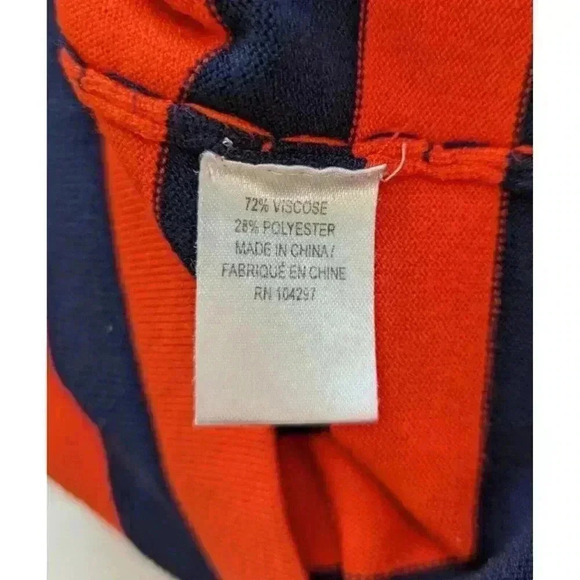 72% VISCOSE
28% POLYESTER
MADE IN CHINA/
FABRIQUÉ EN CHINE
RN 104297